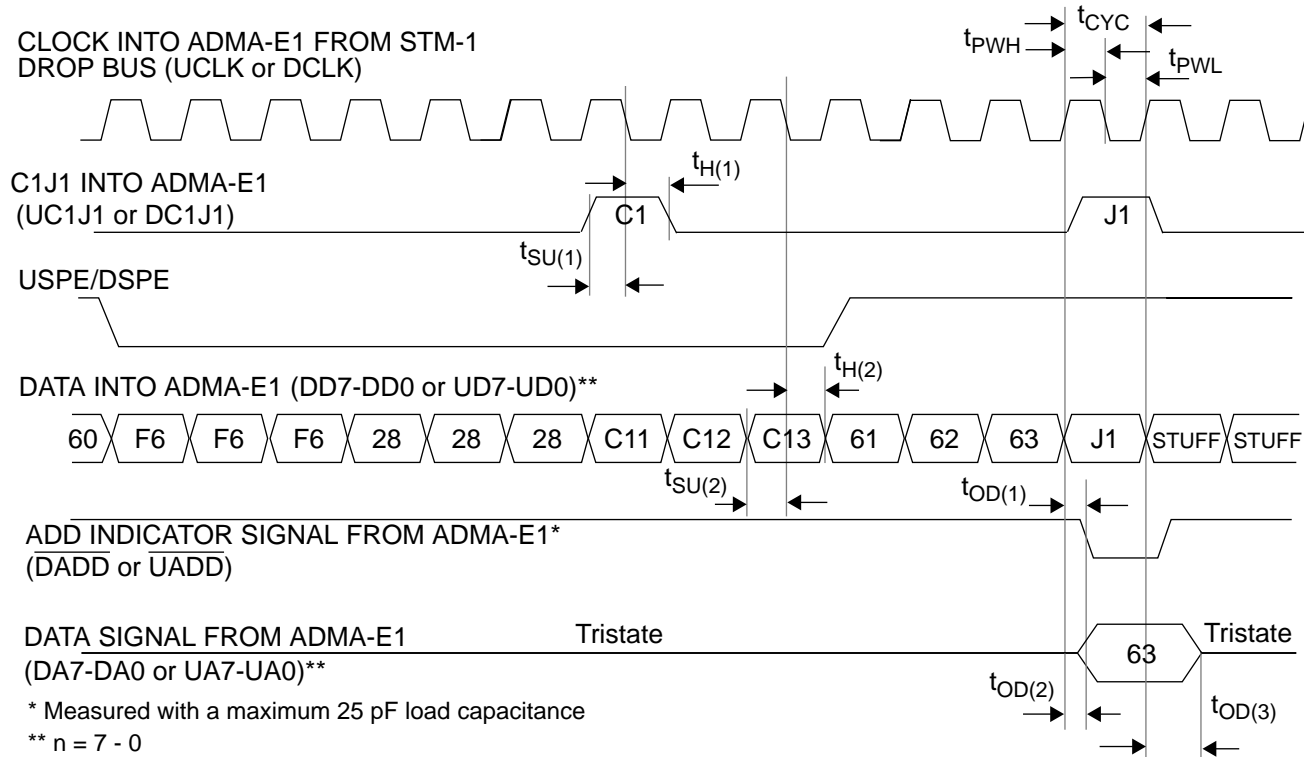 CLOCK INTO ADMA-E1 FROM STM-1
DROP BUS (UCLK or DCLK)
tCYC
tPWH
tPWL
C1J1 INTO ADMA-E1
(UC1J1 or DC1J1)
tH(1)
C1
J1
tSU(1)
USPE/DSPE
tH(2)
DATA INTO ADMA-E1 (DD7-DD0 or UD7-UD0)**
60 F6 F6 F6 28 28 28 C11 C12 C13 61 62 63 J1 STUFF STUFF
tSU(2)
tOD(1)
ADD INDICATOR SIGNAL FROM ADMA-E1*
(DADD or UADD)
DATA SIGNAL FROM ADMA-E1
(DA7-DA0 or UA7-UA0)**
Tristate
63
Tristate
tOD(2)
tOD(3)
* Measured with a maximum 25 pF load capacitance
** n = 7 - 0